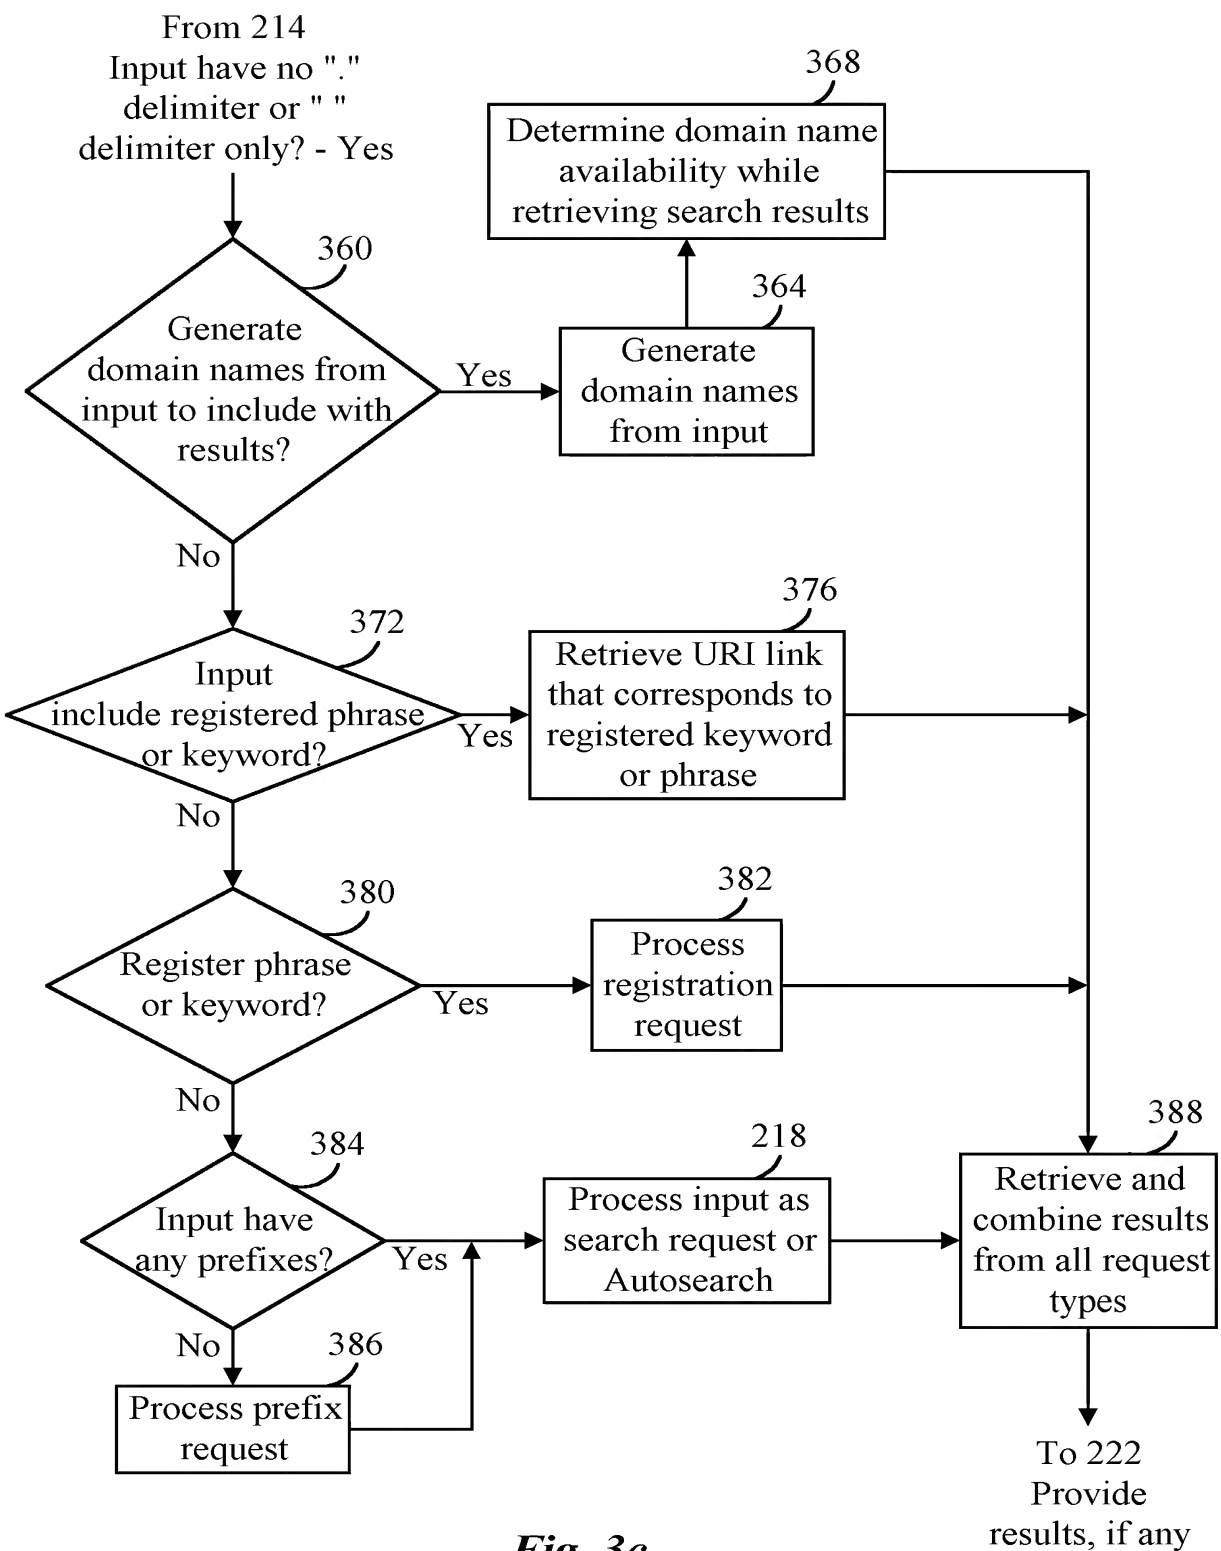 From 214
Input have no "."
delimiter or " "
delimiter only? - Yes
368
Determine domain name
availability while
retrieving search results
360
Generate
domain names from
input to include with
results?
Yes
364
Generate
domain names
from input
No
372
Input
include registered phrase
or keyword?
Yes
376
Retrieve URI link
that corresponds to
registered keyword
or phrase
No
380
Register phrase
or keyword?
Yes
382
Process
registration
request
No
384
Input have
any prefixes?
Yes
218
Process input as
search request or
Autosearch
388
Retrieve and
combine results
from all request
types
No
386
Process prefix
request
To 222
Provide
results, if any
Fig. 3c